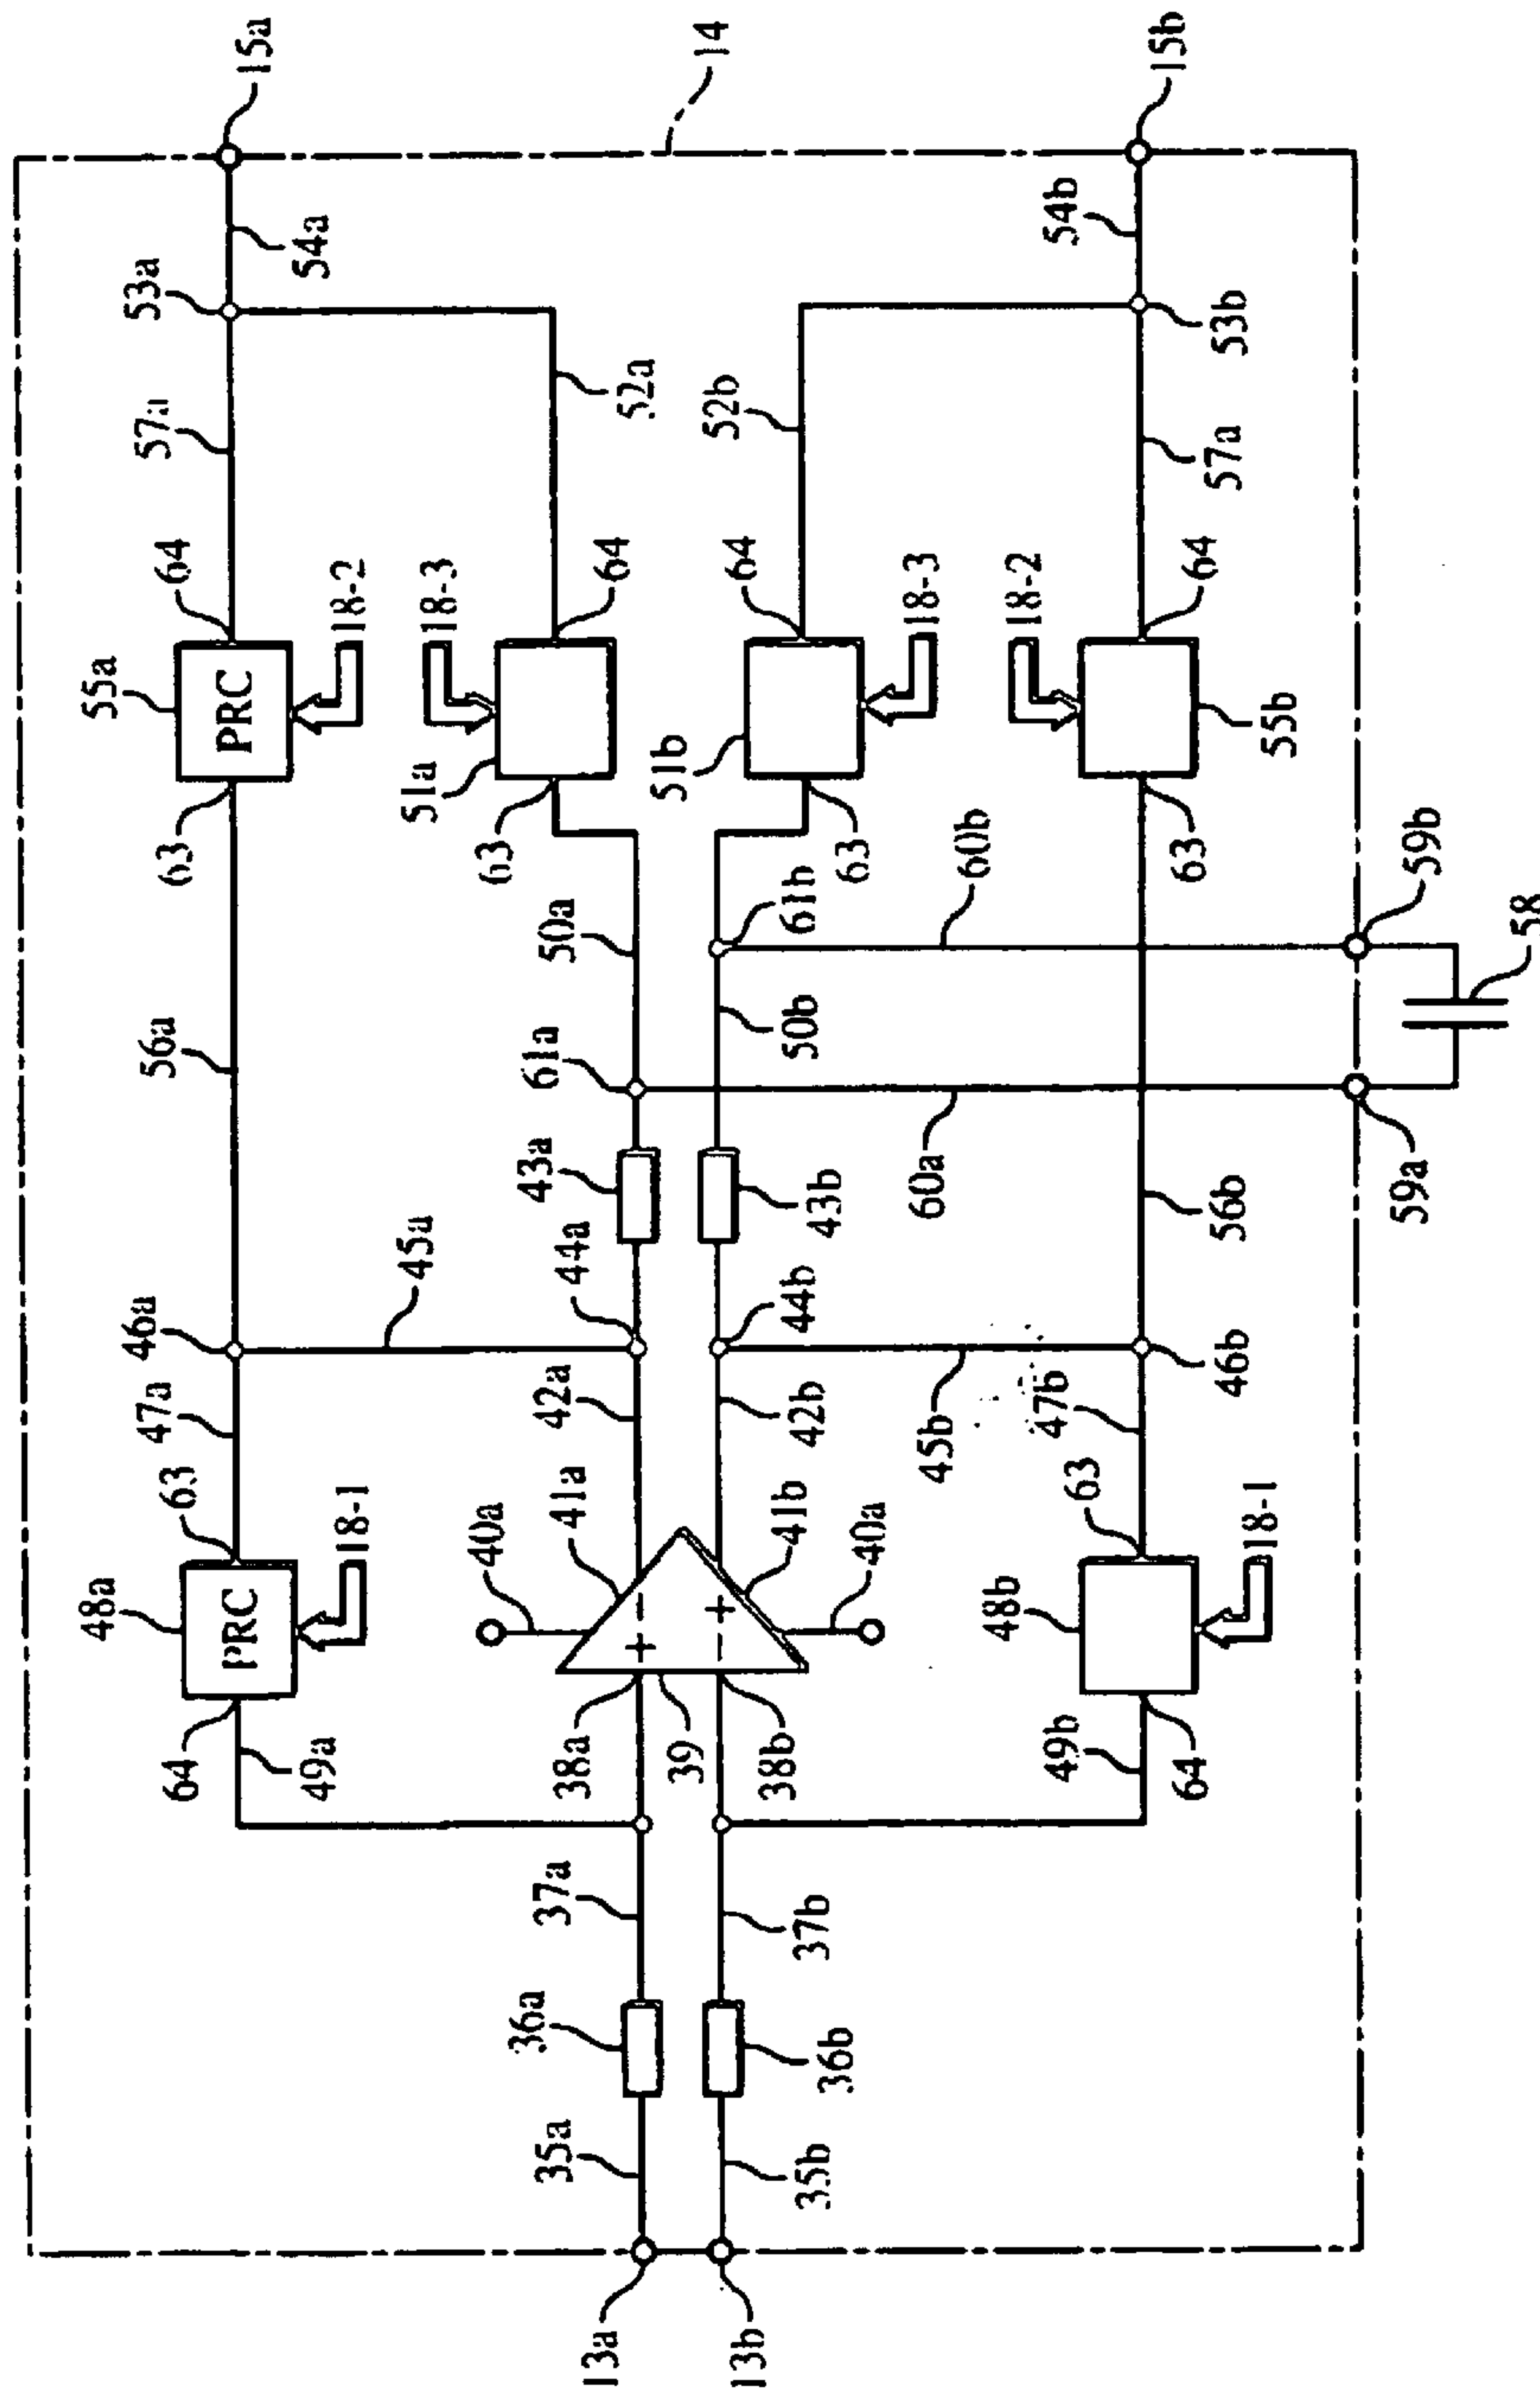 48a
55a
46a
53a
47a
56a
57a
64
63
63
64
PRC
PRC
15a
49a
54a
18-1
18-2
45a
51a
18-3
40a
63
36a
35a
37a
42a
43a
61a
50a
38a
41a
44a
13a
64
52a
+ −
39
51b
14
− +
13b
64
52b
38b
41b
35b
37b
42b
44b
43b
50b
61b
36b
40a
63
18-3
45b
60a
60b
48b
18-2
49b
47b
54b
63
15b
64
63
64
46b
56b
57a
53b
18-1
55b
59a
59b
58